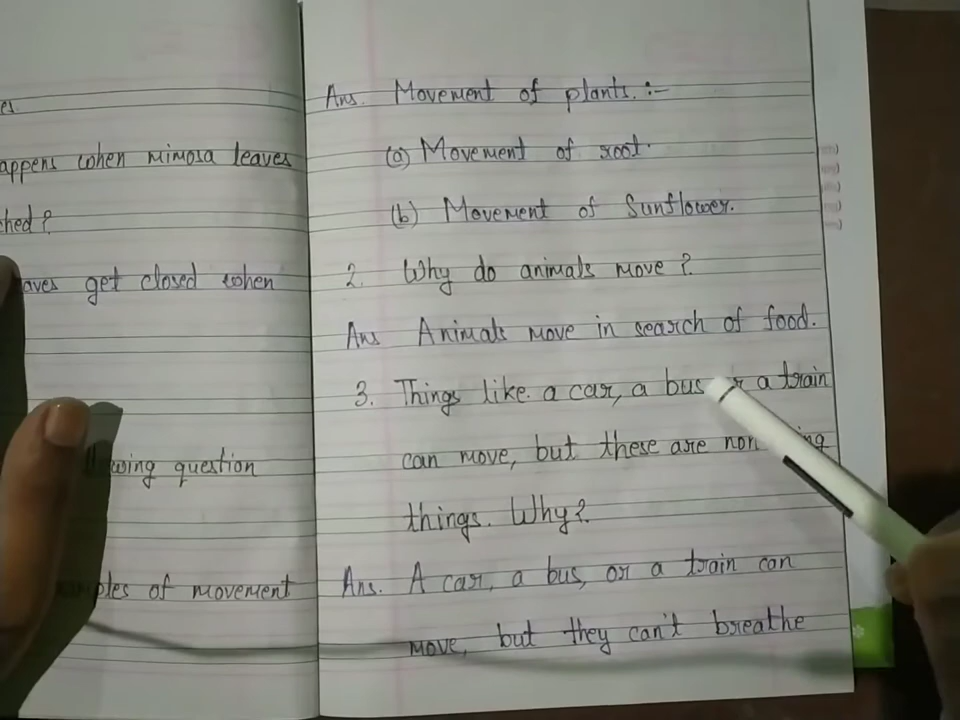 es.
appens when mimosa leaves
ched?
aves get closed when
wing question
ples of movement
Ans. Movement of plants. :-
(a) Movement of root.
(b) Movement of Sunflower.
2. Why do animals move?
Ans Animals move in search of food.
3. Things like a car, a bus a train
can move, but these are non ing
things. Why?
Ans. A car, a bus, or a train can
move, but they can't breathe